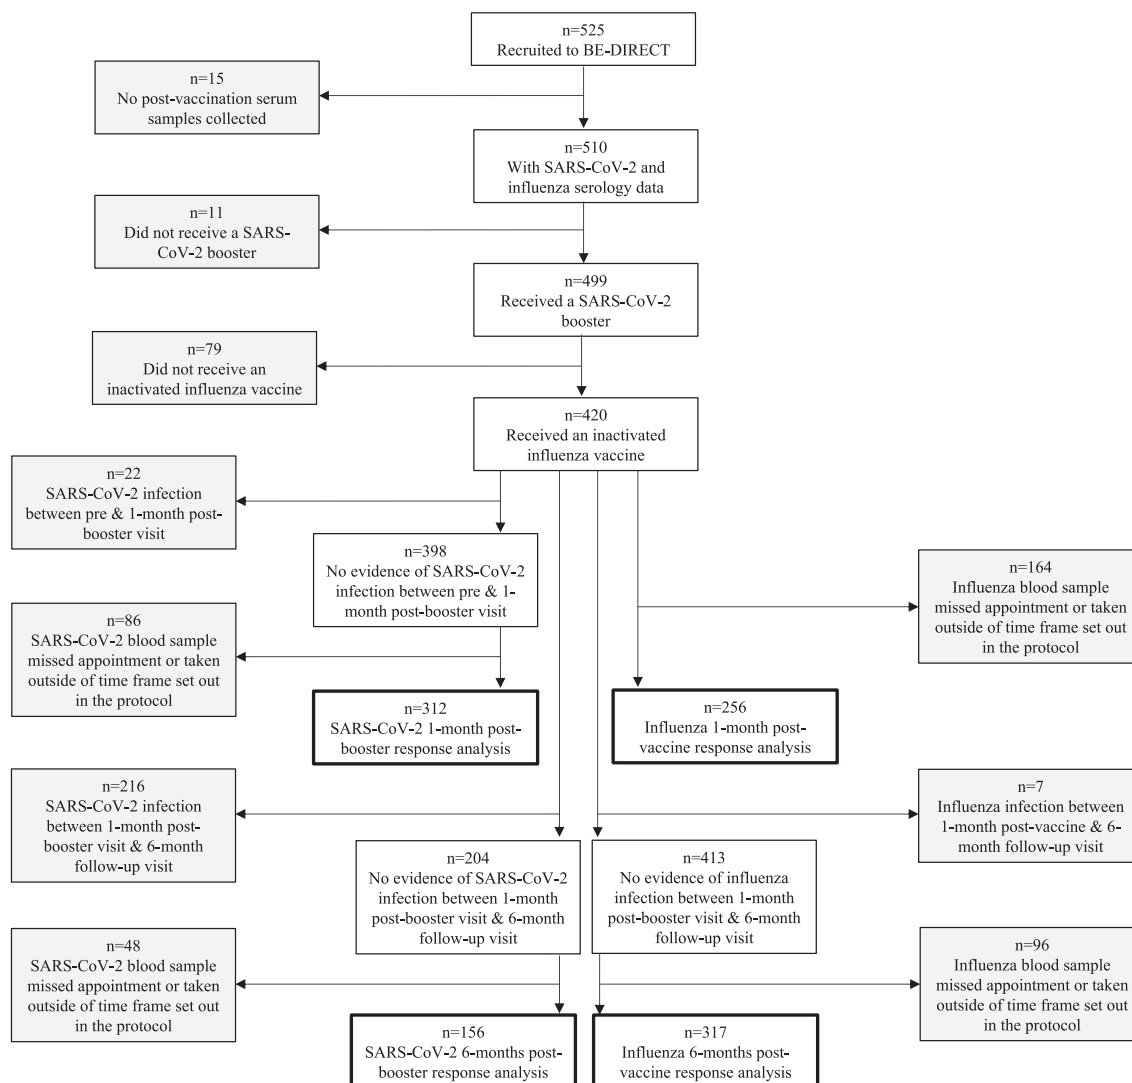 n=525
Recruited to BE-DIRECT
n=15
No post-vaccination serum
samples collected
n=510
With SARS-CoV-2 and
influenza serology data
n=11
Did not receive a SARS-
CoV-2 booster
n=499
Received a SARS-CoV-2
booster
n=79
Did not receive an
inactivated influenza vaccine
n=420
Received an inactivated
influenza vaccine
n=22
SARS-CoV-2 infection
between pre & 1-month post-
booster visit
n=398
No evidence of SARS-CoV-2
infection between pre & 1-
month post-booster visit
n=164
Influenza blood sample
missed appointment or taken
outside of time frame set out
in the protocol
n=86
SARS-CoV-2 blood sample
missed appointment or taken
outside of time frame set out
in the protocol
n=312
SARS-CoV-2 1-month post-
booster response analysis
n=256
Influenza 1-month post-
vaccine response analysis
n=216
SARS-CoV-2 infection
between 1-month post-
booster visit & 6-month
follow-up visit
n=7
Influenza infection between
1-month post-vaccine & 6-
month follow-up visit
n=204
No evidence of SARS-CoV-2
infection between 1-month
post-booster visit & 6-month
follow-up visit
n=413
No evidence of influenza
infection between 1-month
post-booster visit & 6-month
follow-up visit
n=48
SARS-CoV-2 blood sample
missed appointment or taken
outside of time frame set out
in the protocol
n=96
Influenza blood sample
missed appointment or taken
outside of time frame set out
in the protocol
n=156
SARS-CoV-2 6-months post-
booster response analysis
n=317
Influenza 6-months post-
vaccine response analysis